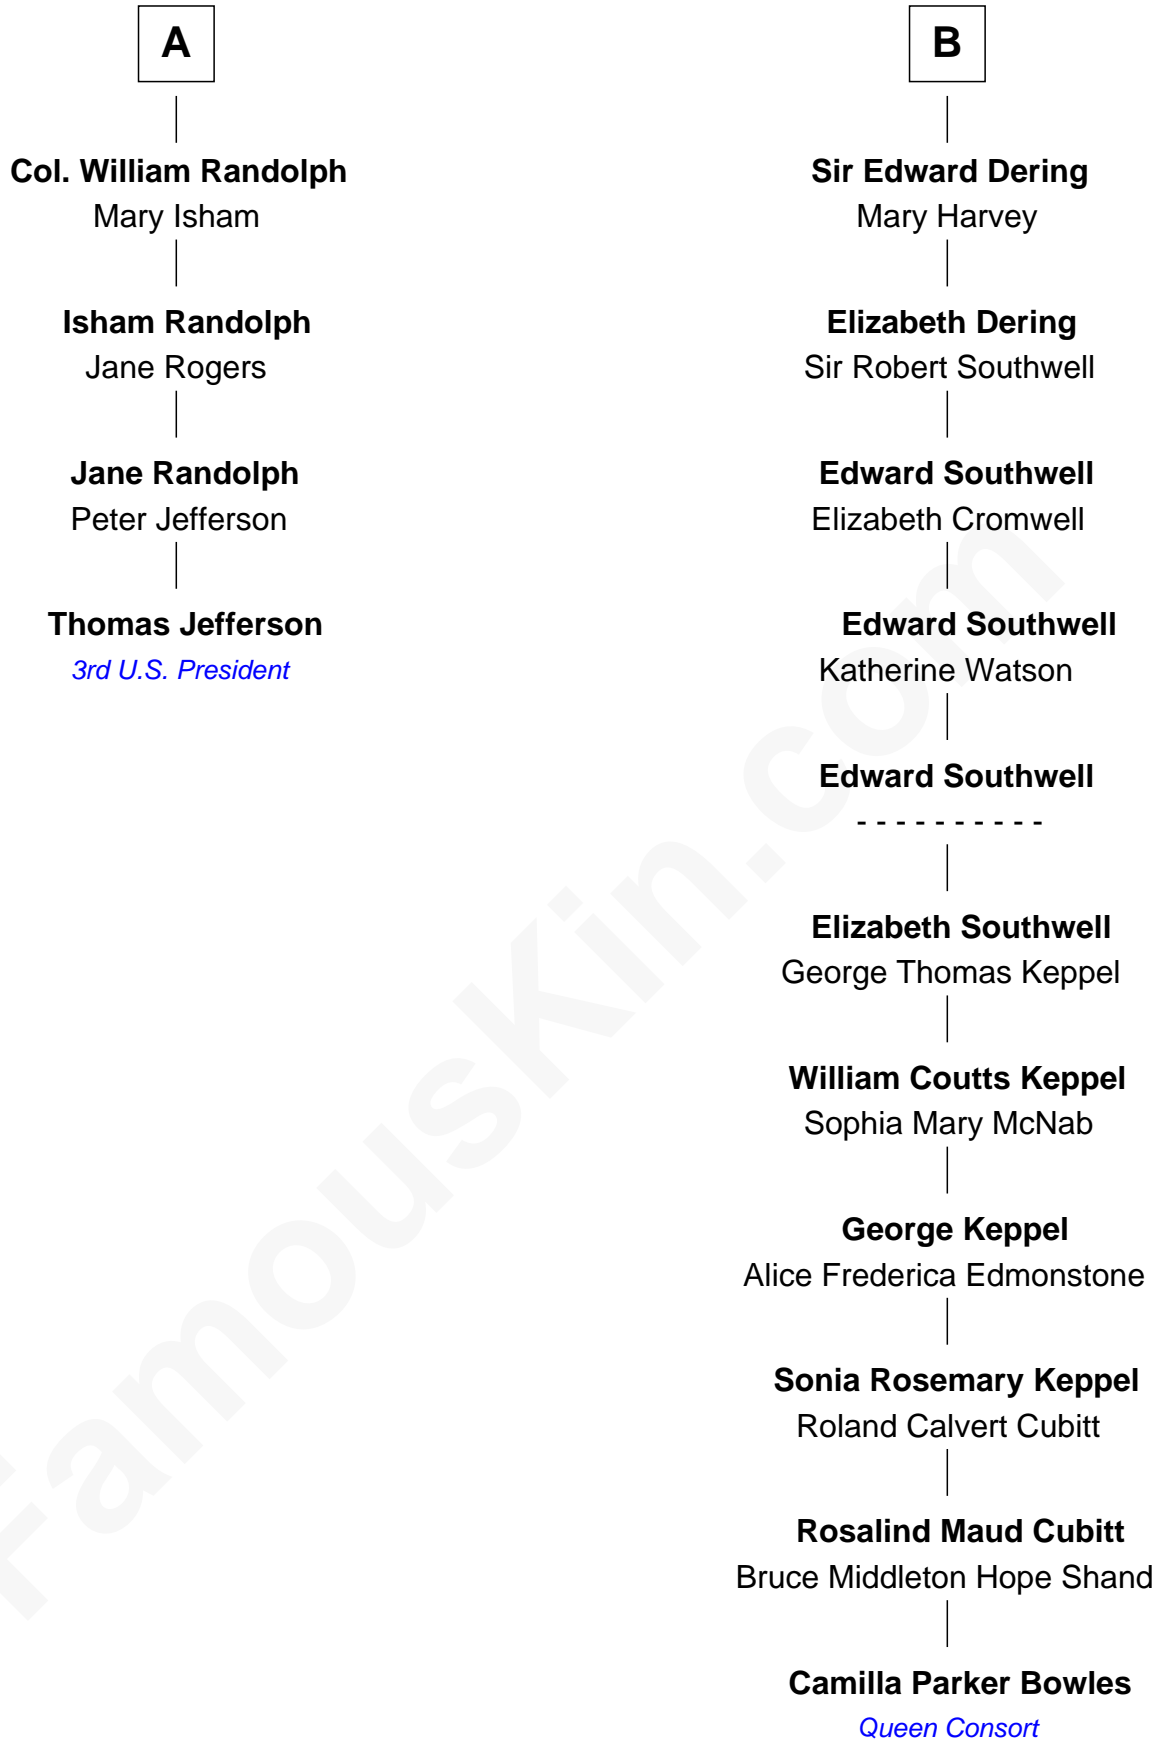 A
Col. William Randolph
Mary Isham
Isham Randolph
Jane Rogers
Jane Randolph
Peter Jefferson
Thomas Jefferson
3rd U.S. President
B
Sir Edward Dering
Mary Harvey
Elizabeth Dering
Sir Robert Southwell
Edward Southwell
Elizabeth Cromwell
Edward Southwell
Katherine Watson
Edward Southwell
- - - - - - - - - -
Elizabeth Southwell
George Thomas Keppel
William Coutts Keppel
Sophia Mary McNab
George Keppel
Alice Frederica Edmonstone
Sonia Rosemary Keppel
Roland Calvert Cubitt
Rosalind Maud Cubitt
Bruce Middleton Hope Shand
Camilla Parker Bowles
Queen Consort
FamousKin.com